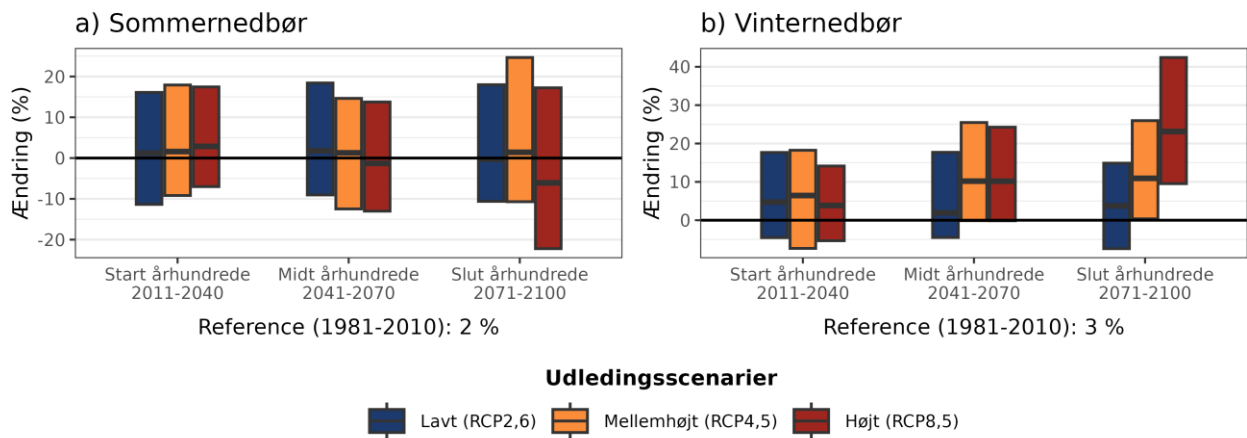 a) Sommernedbør
Ændring (%)
20
10
0
-10
-20
Start århundrede
2011-2040
Midt århundrede
2041-2070
Slut århundrede
2071-2100
Reference (1981-2010): 2 %
b) Vinternedbør
Ændring (%)
40
30
20
10
0
Start århundrede
2011-2040
Midt århundrede
2041-2070
Slut århundrede
2071-2100
Reference (1981-2010): 3 %
Udledingsscenarier
Lavt (RCP2,6)
Mellemhøjt (RCP4,5)
Højt (RCP8,5)